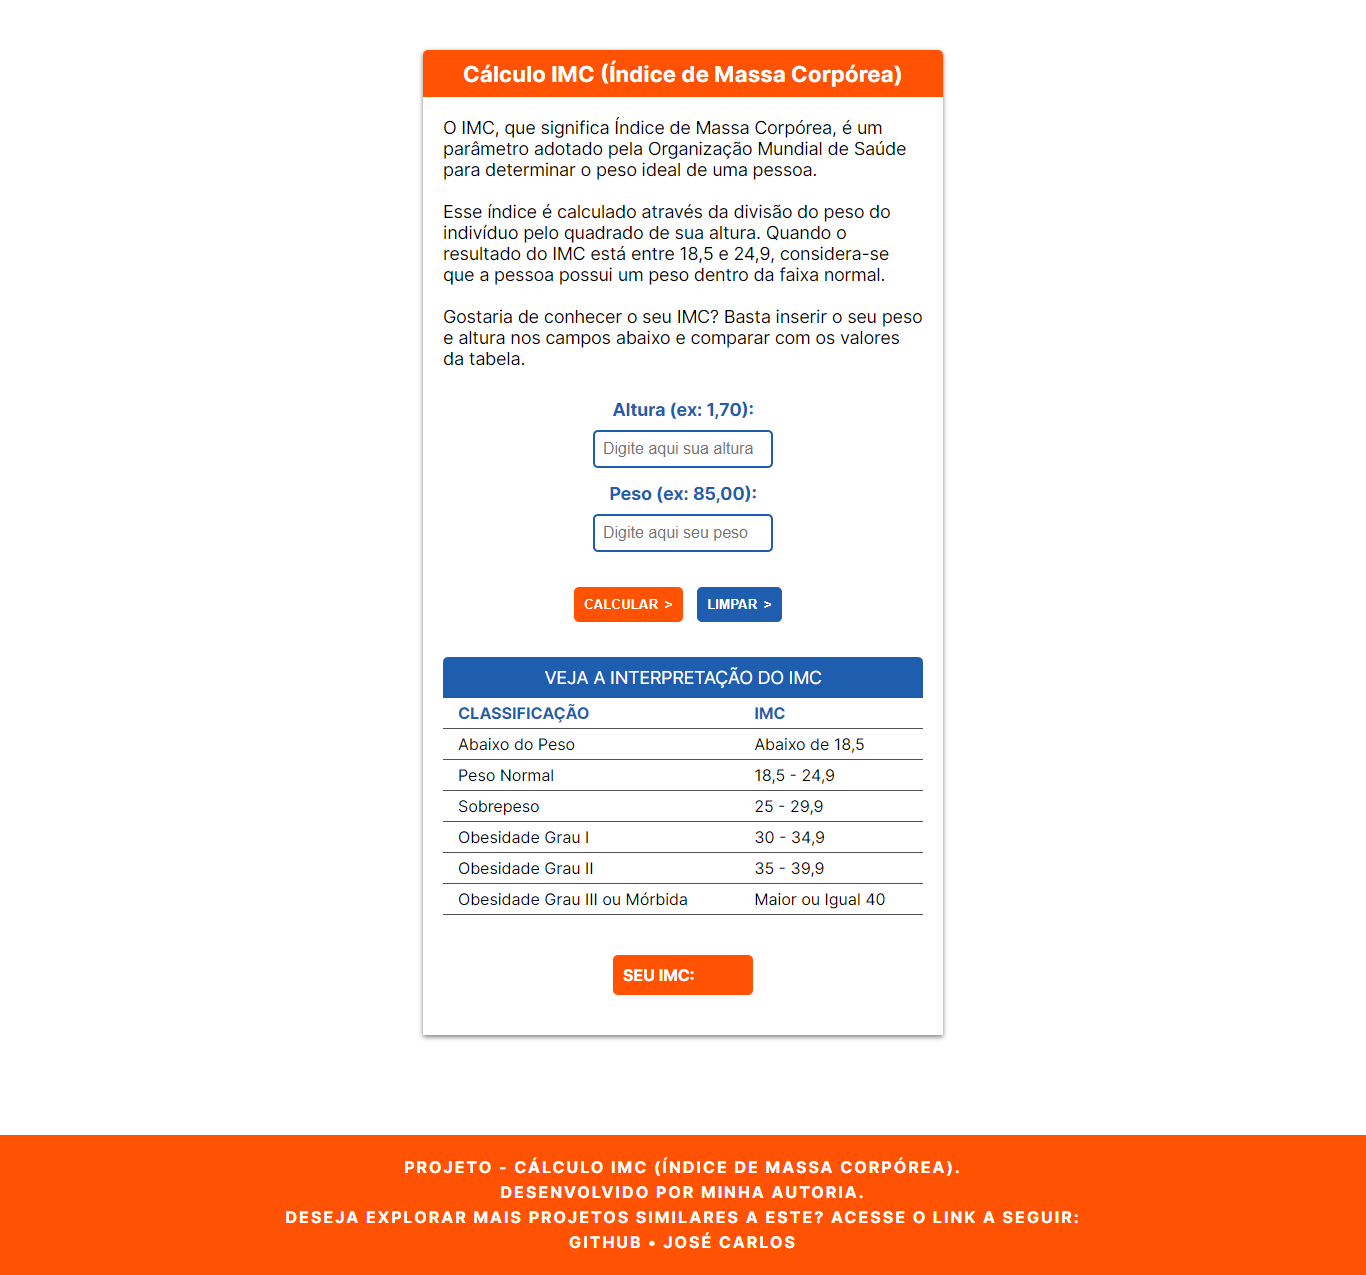 Cálculo IMC (Índice de Massa Corpórea)
O IMC, que significa Índice de Massa Corpórea, é um
parâmetro adotado pela Organização Mundial de Saúde
para determinar o peso ideal de uma pessoa.
Esse índice é calculado através da divisão do peso do
indivíduo pelo quadrado de sua altura. Quando o
resultado do IMC está entre 18,5 e 24,9, considera-se
que a pessoa possui um peso dentro da faixa normal.
Gostaria de conhecer o seu IMC? Basta inserir o seu peso
e altura nos campos abaixo e comparar com os valores
da tabela.
Altura (ex: 1,70):
Digite aqui sua altura
Peso (ex: 85,00):
Digite aqui seu peso
CALCULAR > LIMPAR >
VEJA A INTERPRETAÇÃO DO IMC
CLASSIFICAÇÃO IMC
Abaixo do Peso Abaixo de 18,5
Peso Normal 18,5 - 24,9
Sobrepeso 25 - 29,9
Obesidade Grau I 30 - 34,9
Obesidade Grau II 35 - 39,9
Obesidade Grau III ou Mórbida Maior ou Igual 40
SEU IMC:
PROJETO - CÁLCULO IMC (ÍNDICE DE MASSA CORPÓREA).
DESENVOLVIDO POR MINHA AUTORIA.
DESEJA EXPLORAR MAIS PROJETOS SIMILARES A ESTE? ACESSE O LINK A SEGUIR:
GITHUB • JOSÉ CARLOS